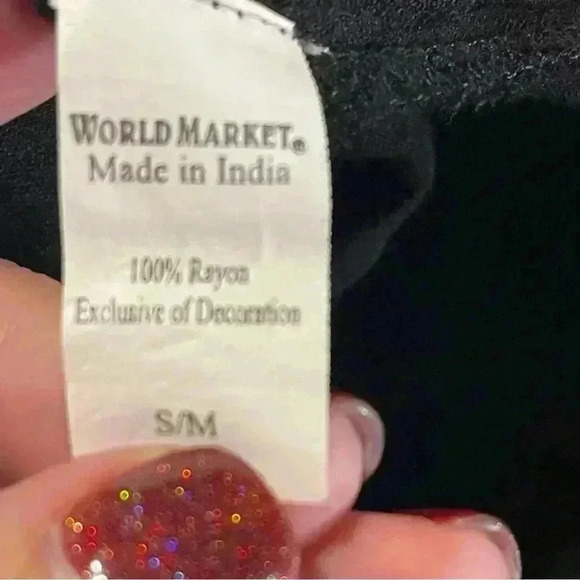 WORLD MARKET®
Made in India
100% Rayon
Exclusive of Decoration
S/M